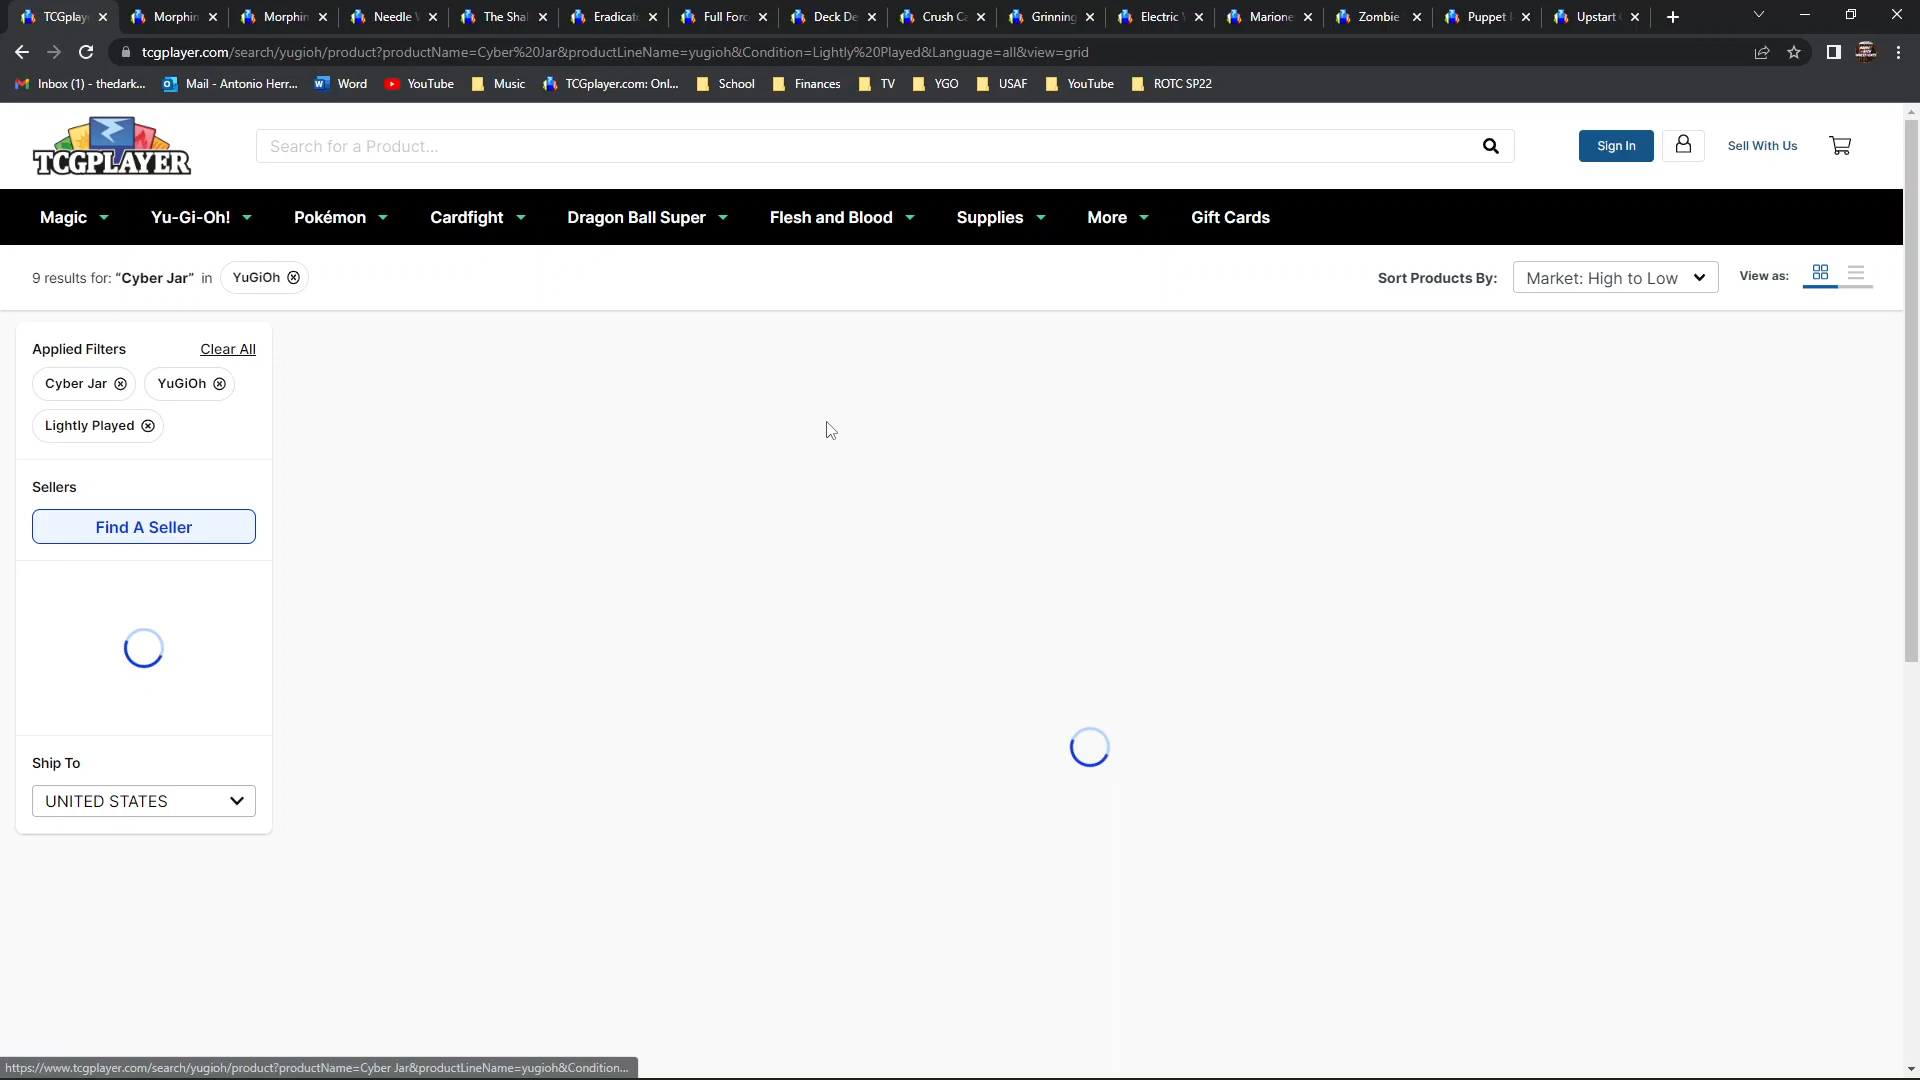 TCGplaye
Morphin
Morphin
Needle
The Sha
Eradicat
Full Forc
Deck De
Crush Ca
Grinning
Electric
Marione
Zombie
Puppet
Upstart
tcgplayer.com/search/yugioh/product?productName=Cyber%20Jar&productLineName=yugioh&Condition=Lightly%20Played&Language=all&view=grid
Inbox (1) - thedark...
Mail - Antonio Herr...
Word
YouTube
Music
TCGplayer.com: Onl...
School
Finances
TV
YGO
USAF
YouTube
ROTC SP22
TCGPLAYER
Search for a Product...
Sign In
Sell With Us
Magic
Yu-Gi-Oh!
Pokémon
Cardfight
Dragon Ball Super
Flesh and Blood
Supplies
More
Gift Cards
9 results for: “Cyber Jar” in YuGiOh
Sort Products By:
Market: High to Low
View as:
Applied Filters
Clear All
Cyber Jar
YuGiOh
Lightly Played
Sellers
Find A Seller
Ship To
UNITED STATES
https://www.tcgplayer.com/search/yugioh/product?productName=Cyber Jar&productLineName=yugioh&Condition...